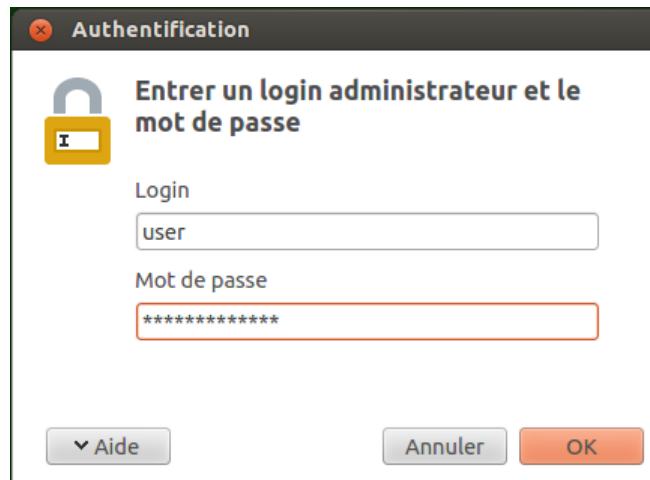 Authentification
Entrer un login administrateur et le
mot de passe
Login
user
Mot de passe
*************
Aide
Annuler
OK